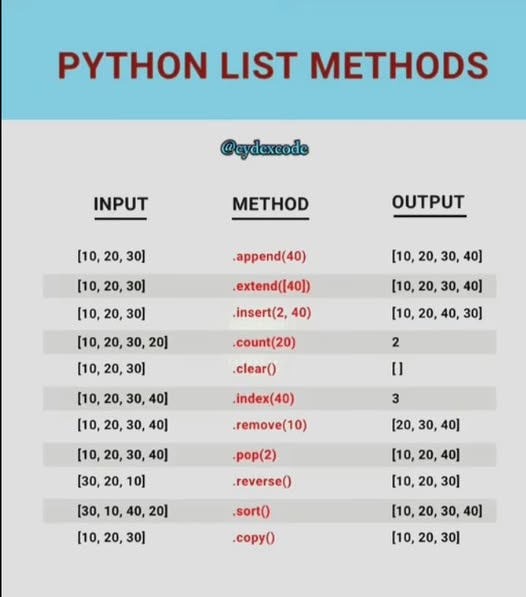 PYTHON LIST METHODS
@cydexcode
INPUT METHOD OUTPUT
[10, 20, 30] .append(40) [10, 20, 30, 40]
[10, 20, 30] .extend([40]) [10, 20, 30, 40]
[10, 20, 30] .insert(2, 40) [10, 20, 40, 30]
[10, 20, 30, 20] .count(20) 2
[10, 20, 30] .clear() [ ]
[10, 20, 30, 40] .index(40) 3
[10, 20, 30, 40] .remove(10) [20, 30, 40]
[10, 20, 30, 40] .pop(2) [10, 20, 40]
[30, 20, 10] .reverse() [10, 20, 30]
[30, 10, 40, 20] .sort() [10, 20, 30, 40]
[10, 20, 30] .copy() [10, 20, 30]